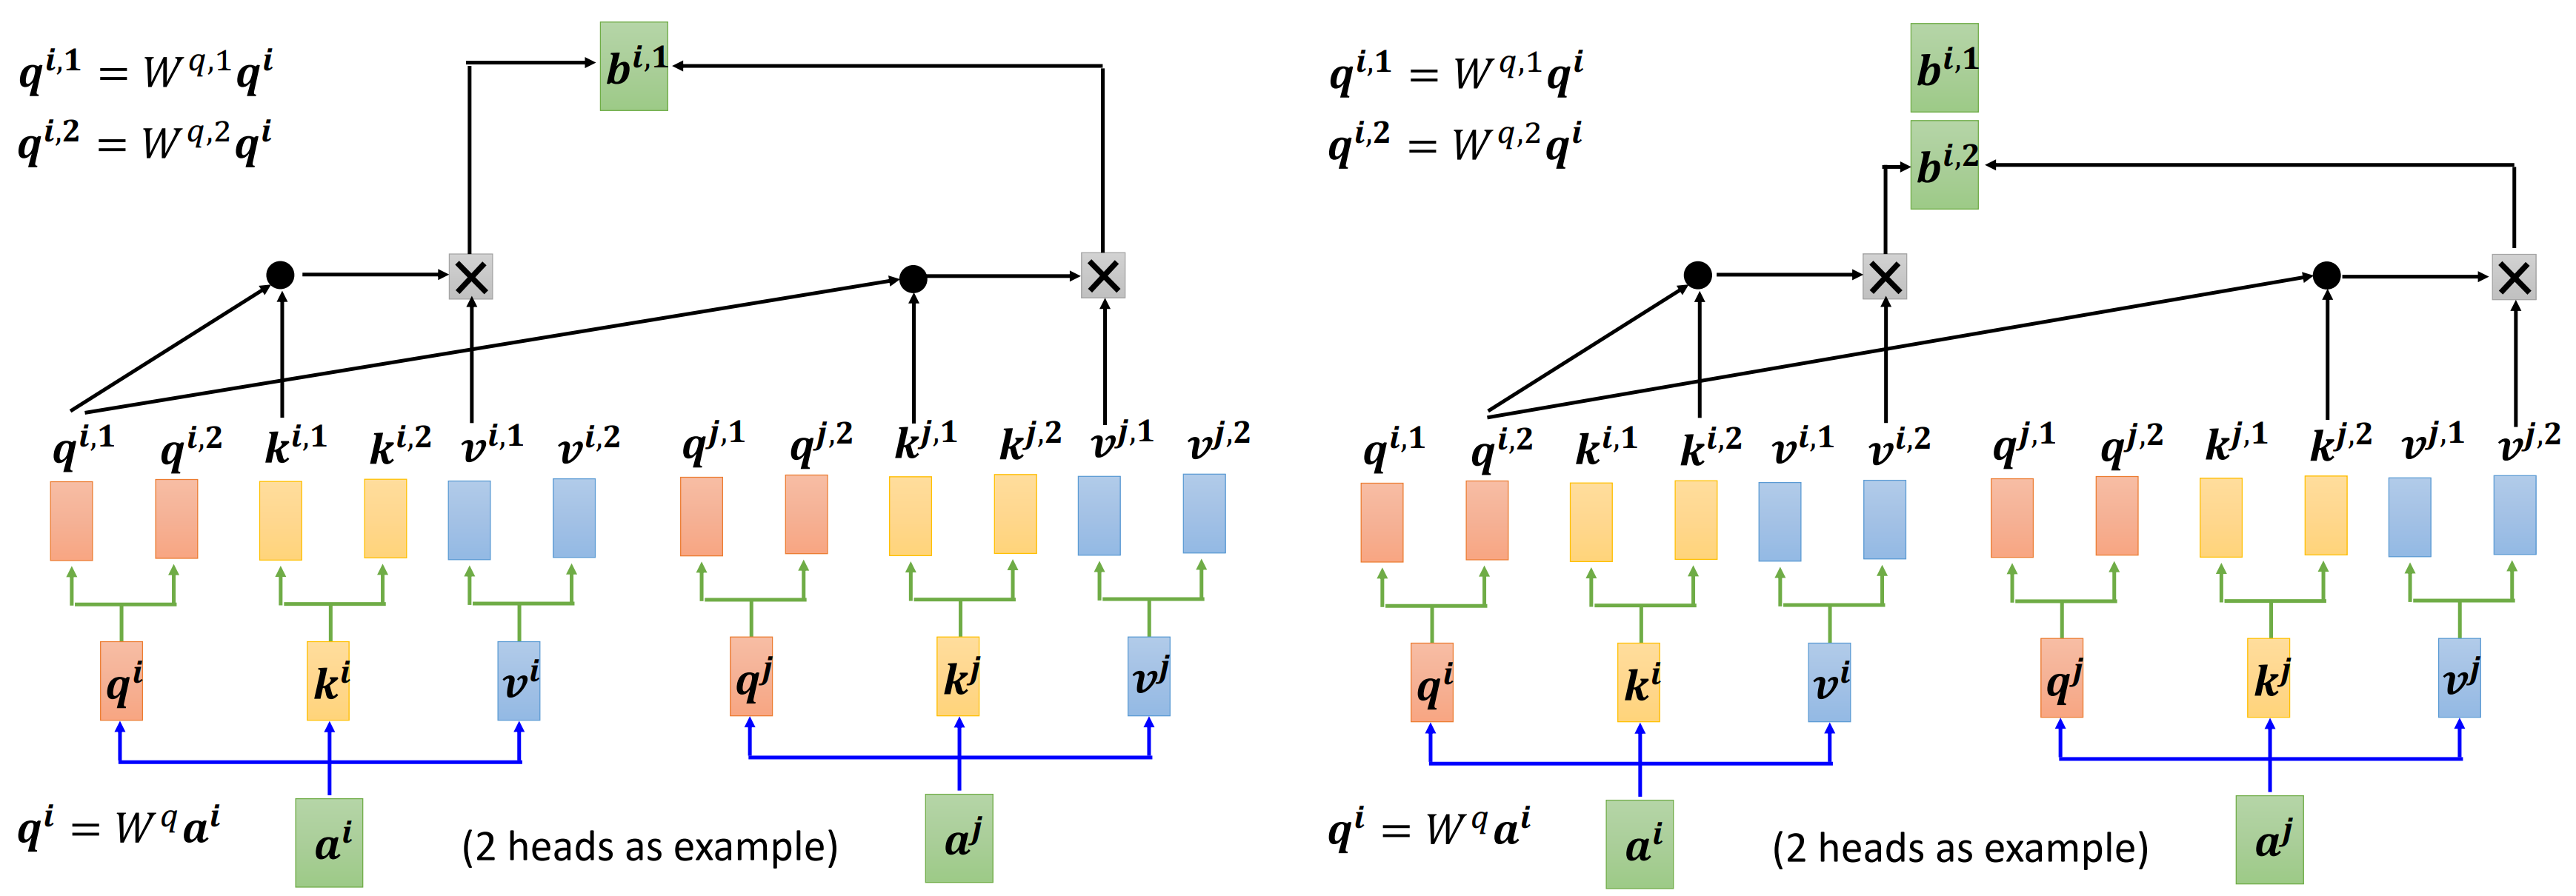 q^{i,1} = W^{q,1}q^i
q^{i,2} = W^{q,2}q^i
b^{i,1}
q^{i,1} q^{i,2} k^{i,1} k^{i,2} v^{i,1} v^{i,2} q^{j,1} q^{j,2} k^{j,1} k^{j,2} v^{j,1} v^{j,2}
q^i k^i v^i q^j k^j v^j
q^i = W^q a^i
a^i
(2 heads as example)
a^j
q^{i,1} = W^{q,1}q^i
q^{i,2} = W^{q,2}q^i
b^{i,1}
b^{i,2}
q^{i,1} q^{i,2} k^{i,1} k^{i,2} v^{i,1} v^{i,2} q^{j,1} q^{j,2} k^{j,1} k^{j,2} v^{j,1} v^{j,2}
q^i k^i v^i q^j k^j v^j
q^i = W^q a^i
a^i
(2 heads as example)
a^j